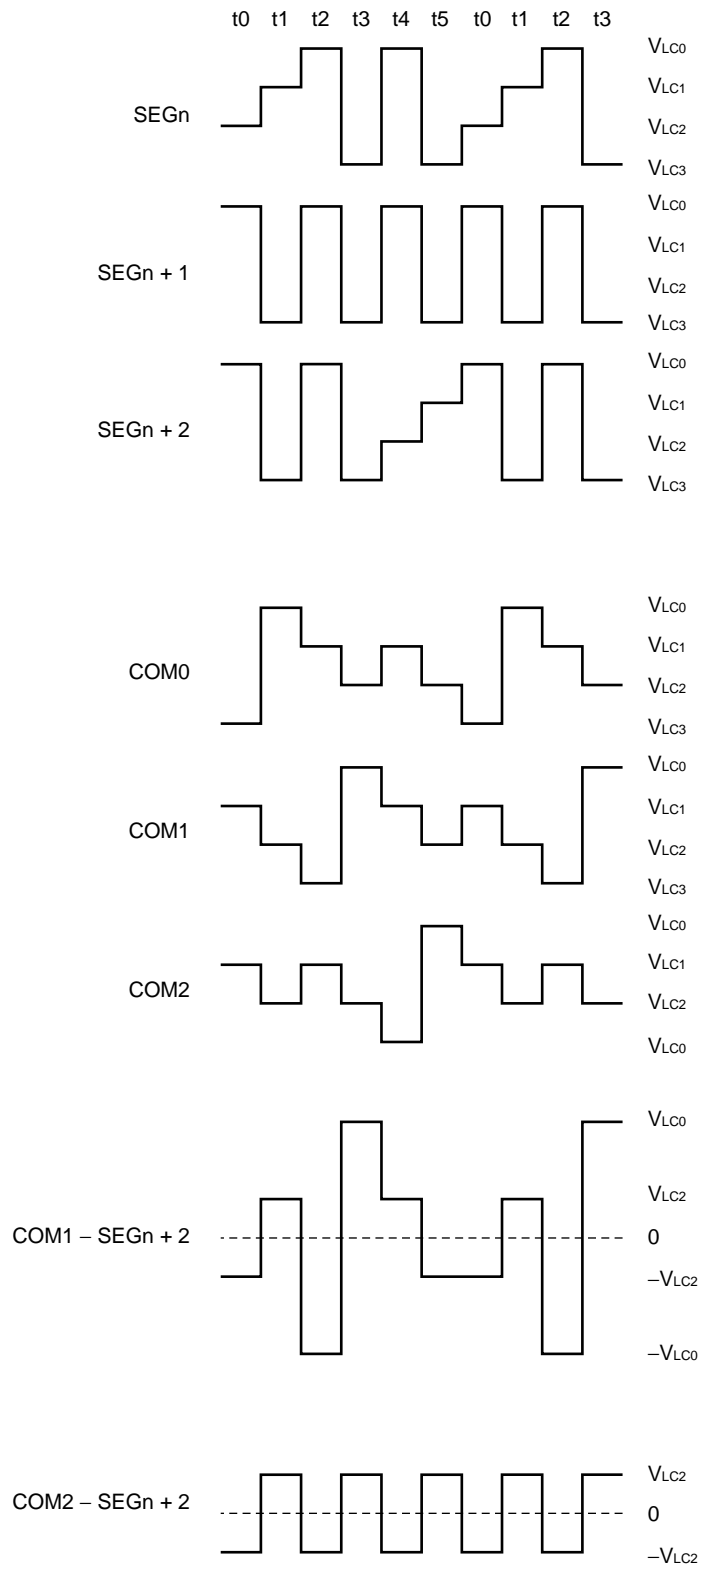 t0 t1 t2 t3 t4 t5 t0 t1 t2 t3
VLC0
VLC1
SEGn
VLC2
VLC3
VLC0
VLC1
SEGn + 1
VLC2
VLC3
VLC0
VLC1
SEGn + 2
VLC2
VLC3
VLC0
VLC1
COM0
VLC2
VLC3
VLC0
VLC1
COM1
VLC2
VLC3
VLC0
VLC1
COM2
VLC2
VLC0
VLC0
VLC2
COM1 – SEGn + 2
0
–VLC2
–VLC0
VLC2
COM2 – SEGn + 2
0
–VLC2